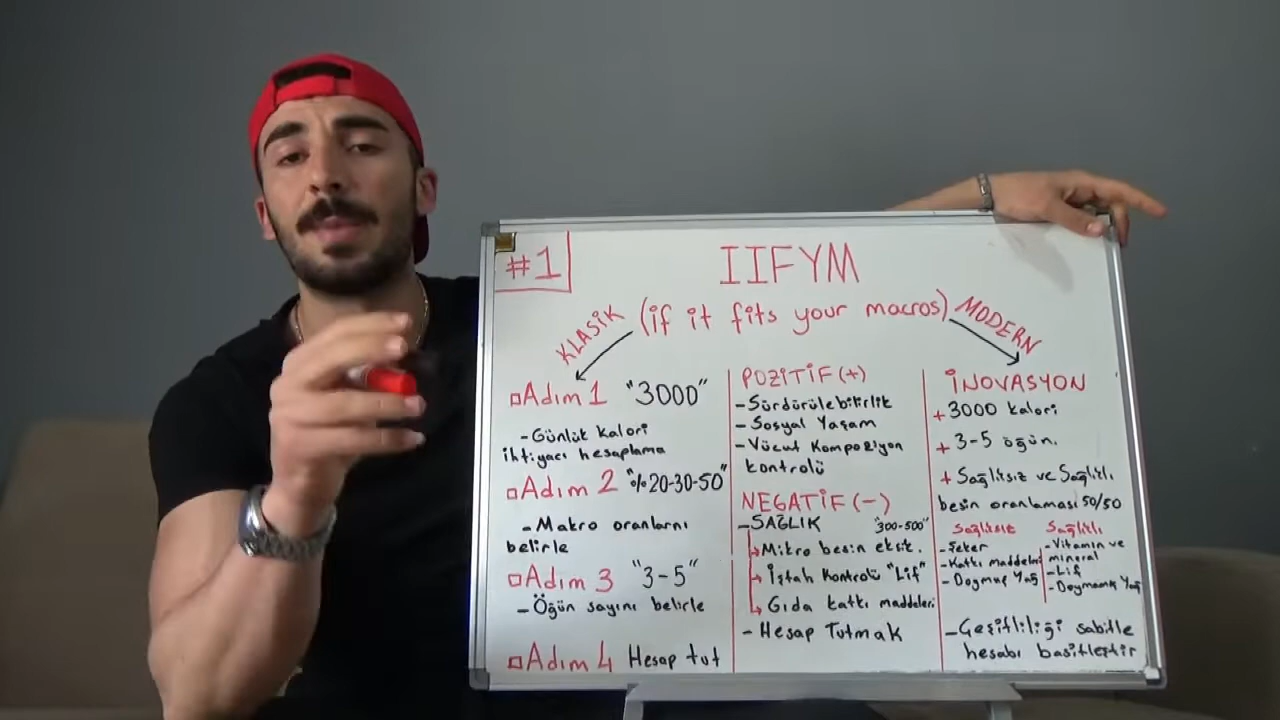 #1
IIFYM
KLASİK (if it fits your macros) MODERN
Adım 1 "3000"
-Günlük kalori
ihtiyacı hesaplama
Adım 2 "%20-30-50"
-Makro oranlarnı
belirle
Adım 3 "3-5"
-Öğün sayını belirle
Adım 4 Hesap tut
POZİTİF(+)
-Sürdürülebilirlik
-Sosyal Yaşam
-Vücut Kompozisyon
kontrolü
NEGATİF(-)
-SAĞLIK "300-500"
Mikro besin eksik.
İştah Kontrolü "Lif"
Gıda katkı maddeleri
-Hesap Tutmak
İNOVASYON
+3000 kalori
+3-5 öğün.
+Sağlıksız ve Sağlıklı
besin oranlaması 50/50
Sağlıksız
-Şeker
-Katkı maddeleri
-Doymuş Yağ
Sağlıklı
-Vitamin ve
mineral
-Lif
-Doymamış Yağ
-Çeşitliliği sabitle
hesabı basitleştir